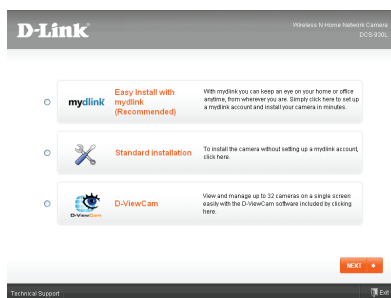 D-Link
Wireless N Home Network Camera
DCS-930L
mydlink
Easy Install with
mydlink
(Recommended)
With mydlink you can keep an eye on your home or office
anytime, from wherever you are. Simply click here to set up
a mydlink account and install your camera in minutes.
Standard installation
To install the camera without setting up a mydlink account,
click here.
D-ViewCam
D-ViewCam
View and manage up to 32 cameras on a single screen
easily with the D-ViewCam software included by clicking
here.
NEXT
Technical Support
Exit